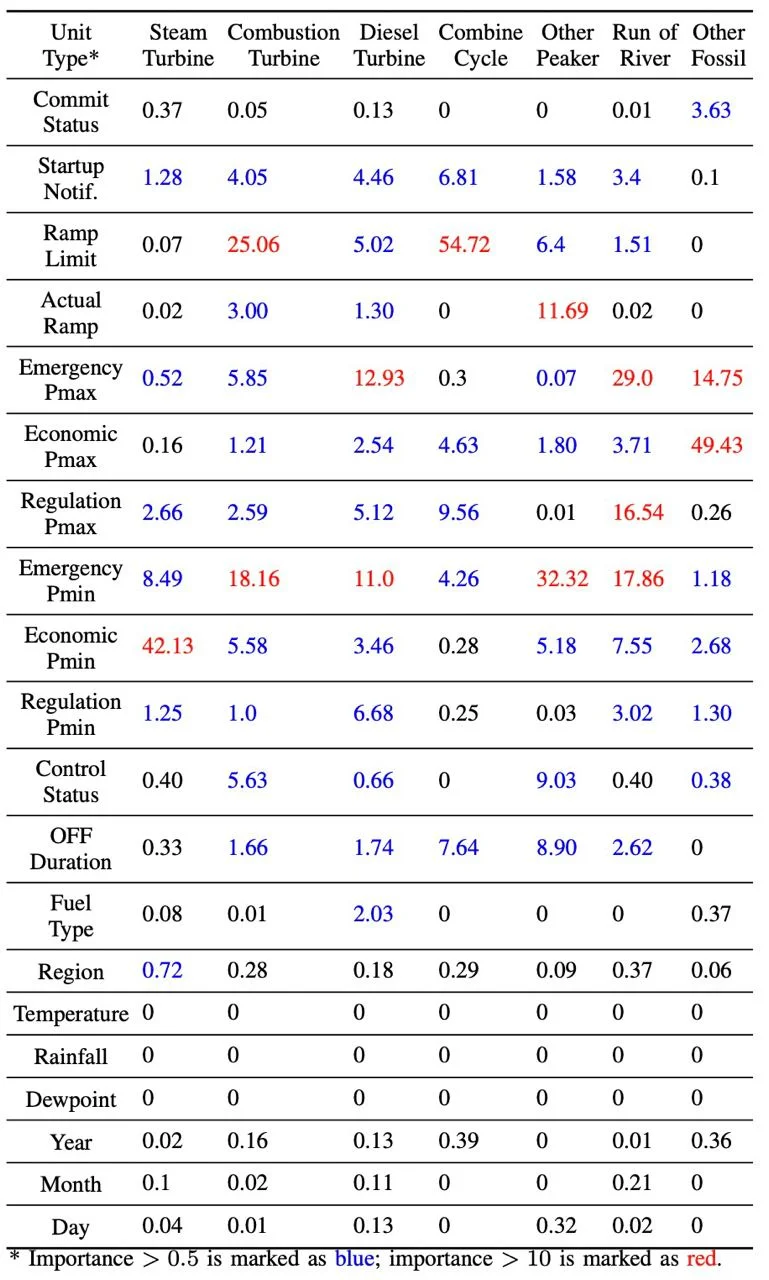 Unit Type* Steam Turbine Combustion Turbine Diesel Turbine Combine Cycle Other Peaker Run of River Other Fossil
Commit Status 0.37 0.05 0.13 0 0 0.01 3.63
Startup Notif. 1.28 4.05 4.46 6.81 1.58 3.4 0.1
Ramp Limit 0.07 25.06 5.02 54.72 6.4 1.51 0
Actual Ramp 0.02 3.00 1.30 0 11.69 0.02 0
Emergency Pmax 0.52 5.85 12.93 0.3 0.07 29.0 14.75
Economic Pmax 0.16 1.21 2.54 4.63 1.80 3.71 49.43
Regulation Pmax 2.66 2.59 5.12 9.56 0.01 16.54 0.26
Emergency Pmin 8.49 18.16 11.0 4.26 32.32 17.86 1.18
Economic Pmin 42.13 5.58 3.46 0.28 5.18 7.55 2.68
Regulation Pmin 1.25 1.0 6.68 0.25 0.03 3.02 1.30
Control Status 0.40 5.63 0.66 0 9.03 0.40 0.38
OFF Duration 0.33 1.66 1.74 7.64 8.90 2.62 0
Fuel Type 0.08 0.01 2.03 0 0 0 0.37
Region 0.72 0.28 0.18 0.29 0.09 0.37 0.06
Temperature 0 0 0 0 0 0 0
Rainfall 0 0 0 0 0 0 0
Dewpoint 0 0 0 0 0 0 0
Year 0.02 0.16 0.13 0.39 0 0.01 0.36
Month 0.1 0.02 0.11 0 0 0.21 0
Day 0.04 0.01 0.13 0 0.32 0.02 0
* Importance > 0.5 is marked as blue; importance > 10 is marked as red.